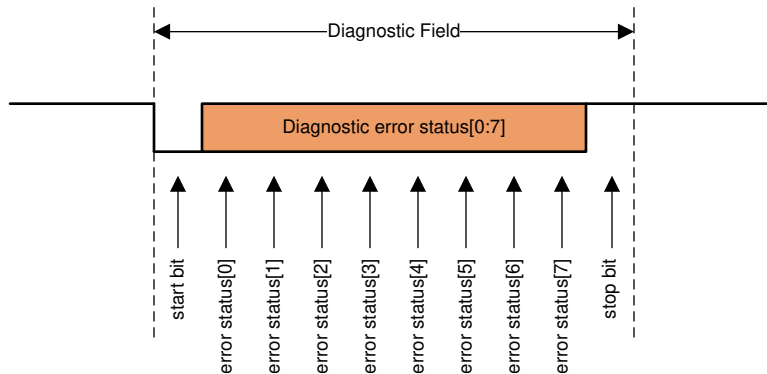 Diagnostic Field
Diagnostic error status[0:7]
start bit
error status[0]
error status[1]
error status[2]
error status[3]
error status[4]
error status[5]
error status[6]
error status[7]
stop bit